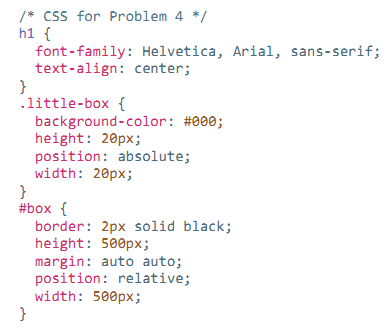 /* CSS for Problem 4 */
h1 {
  font-family: Helvetica, Arial, sans-serif;
  text-align: center;
}
.little-box {
  background-color: #000;
  height: 20px;
  position: absolute;
  width: 20px;
}
#box {
  border: 2px solid black;
  height: 500px;
  margin: auto auto;
  position: relative;
  width: 500px;
}